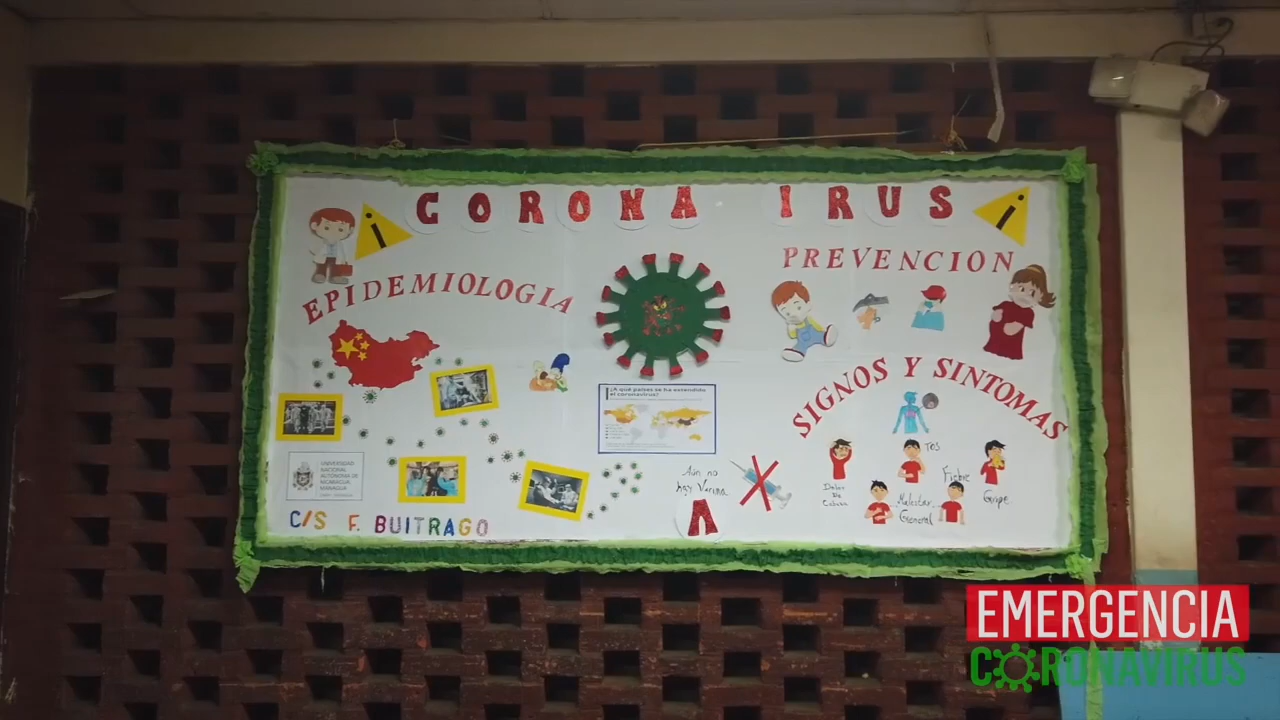 CORONA IRUS
EPIDEMIOLOGIA
PREVENCION
SIGNOS Y SINTOMAS
¿A qué países se ha extendido
el coronavirus?
UNIVERSIDAD
NACIONAL
AUTÓNOMA DE
NICARAGUA,
MANAGUA
C/S F. BUITRAGO
Aún no
hay Vacuna
A
Dolor
De
Cabeza
Tos
Fiebre
Malestar
General
Gripe
EMERGENCIA
CORONAVIRUS